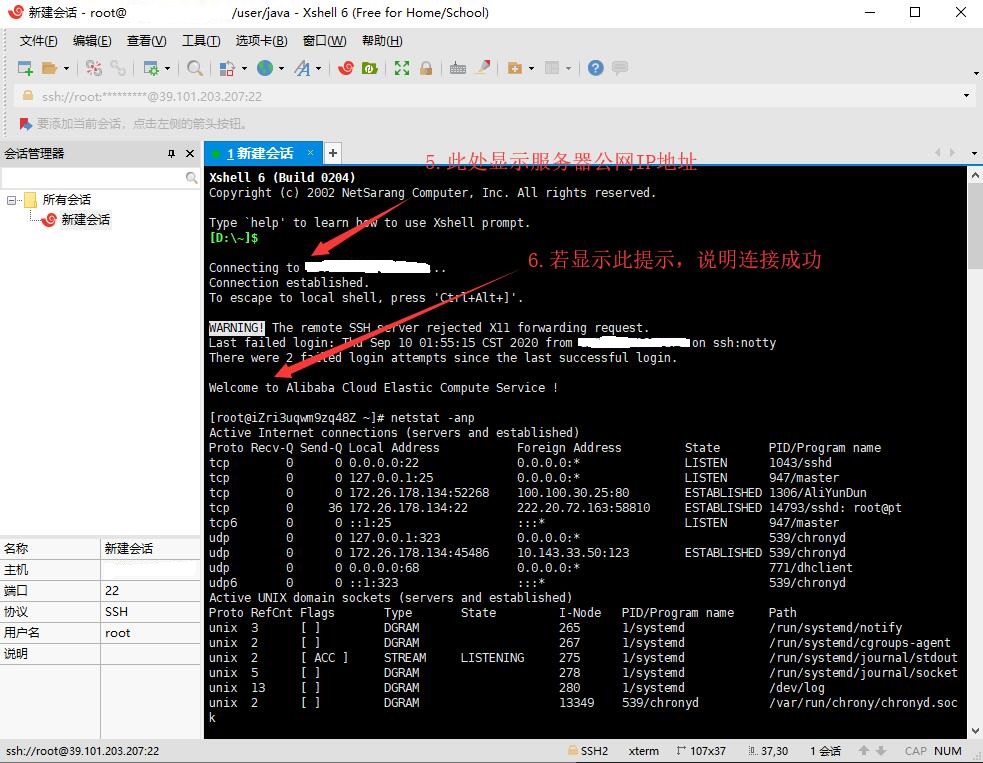 新建会话 - root@ /user/java - Xshell 6 (Free for Home/School)
文件(F) 编辑(E) 查看(V) 工具(T) 选项卡(B) 窗口(W) 帮助(H)
ssh://root:*********@39.101.203.207:22
要添加当前会话，点击左侧的箭头按钮。
会话管理器
1 新建会话
5. 此处显示服务器公网IP地址
所有会话
新建会话
Xshell 6 (Build 0204)
Copyright (c) 2002 NetSarang Computer, Inc. All rights reserved.
Type `help' to learn how to use Xshell prompt.
[D:\~]$
Connecting to ...
6. 若显示此提示，说明连接成功
Connection established.
To escape to local shell, press 'Ctrl+Alt+]'.
WARNING! The remote SSH server rejected X11 forwarding request.
Last failed login: Thu Sep 10 01:55:15 CST 2020 from on ssh:notty
There were 2 failed login attempts since the last successful login.
Welcome to Alibaba Cloud Elastic Compute Service !
[root@iZri3uqwm9zq48Z ~]# netstat -anp
Active Internet connections (servers and established)
Proto Recv-Q Send-Q Local Address Foreign Address State PID/Program name
tcp 0 0 0.0.0.0:22 0.0.0.0:* LISTEN 1043/sshd
tcp 0 0 127.0.0.1:25 0.0.0.0:* LISTEN 947/master
tcp 0 0 172.26.178.134:52268 100.100.30.25:80 ESTABLISHED 1306/AliYunDun
tcp 0 36 172.26.178.134:22 222.20.72.163:58810 ESTABLISHED 14793/sshd: root@pt
tcp6 0 0 ::1:25 :::* LISTEN 947/master
udp 0 0 127.0.0.1:323 0.0.0.0:* 539/chronyd
udp 0 0 172.26.178.134:45486 10.143.33.50:123 ESTABLISHED 539/chronyd
udp 0 0 0.0.0.0:68 0.0.0.0:* 771/dhclient
udp6 0 0 ::1:323 :::* 539/chronyd
Active UNIX domain sockets (servers and established)
Proto RefCnt Flags Type State I-Node PID/Program name Path
unix 3 [ ] DGRAM 265 1/systemd /run/systemd/notify
unix 2 [ ] DGRAM 267 1/systemd /run/systemd/cgroups-agent
unix 2 [ ACC ] STREAM LISTENING 275 1/systemd /run/systemd/journal/stdout
unix 5 [ ] DGRAM 278 1/systemd /run/systemd/journal/socket
unix 13 [ ] DGRAM 280 1/systemd /dev/log
unix 2 [ ] DGRAM 13349 539/chronyd /var/run/chrony/chronyd.soc
k
名称 新建会话
主机
端口 22
协议 SSH
用户名 root
说明
ssh://root@39.101.203.207:22 SSH2 xterm 107x37 37,30 1 会话 CAP NUM